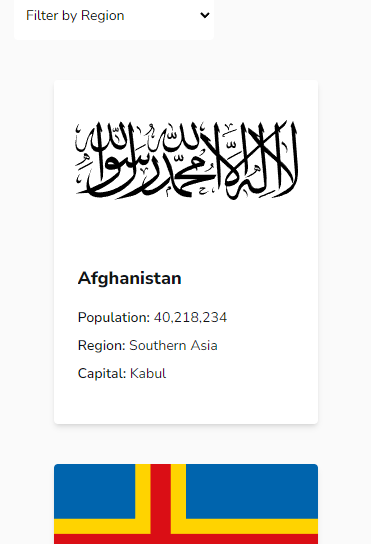 Filter by Region
لا إله إلا الله محمد رسول الله
Afghanistan
Population: 40,218,234
Region: Southern Asia
Capital: Kabul